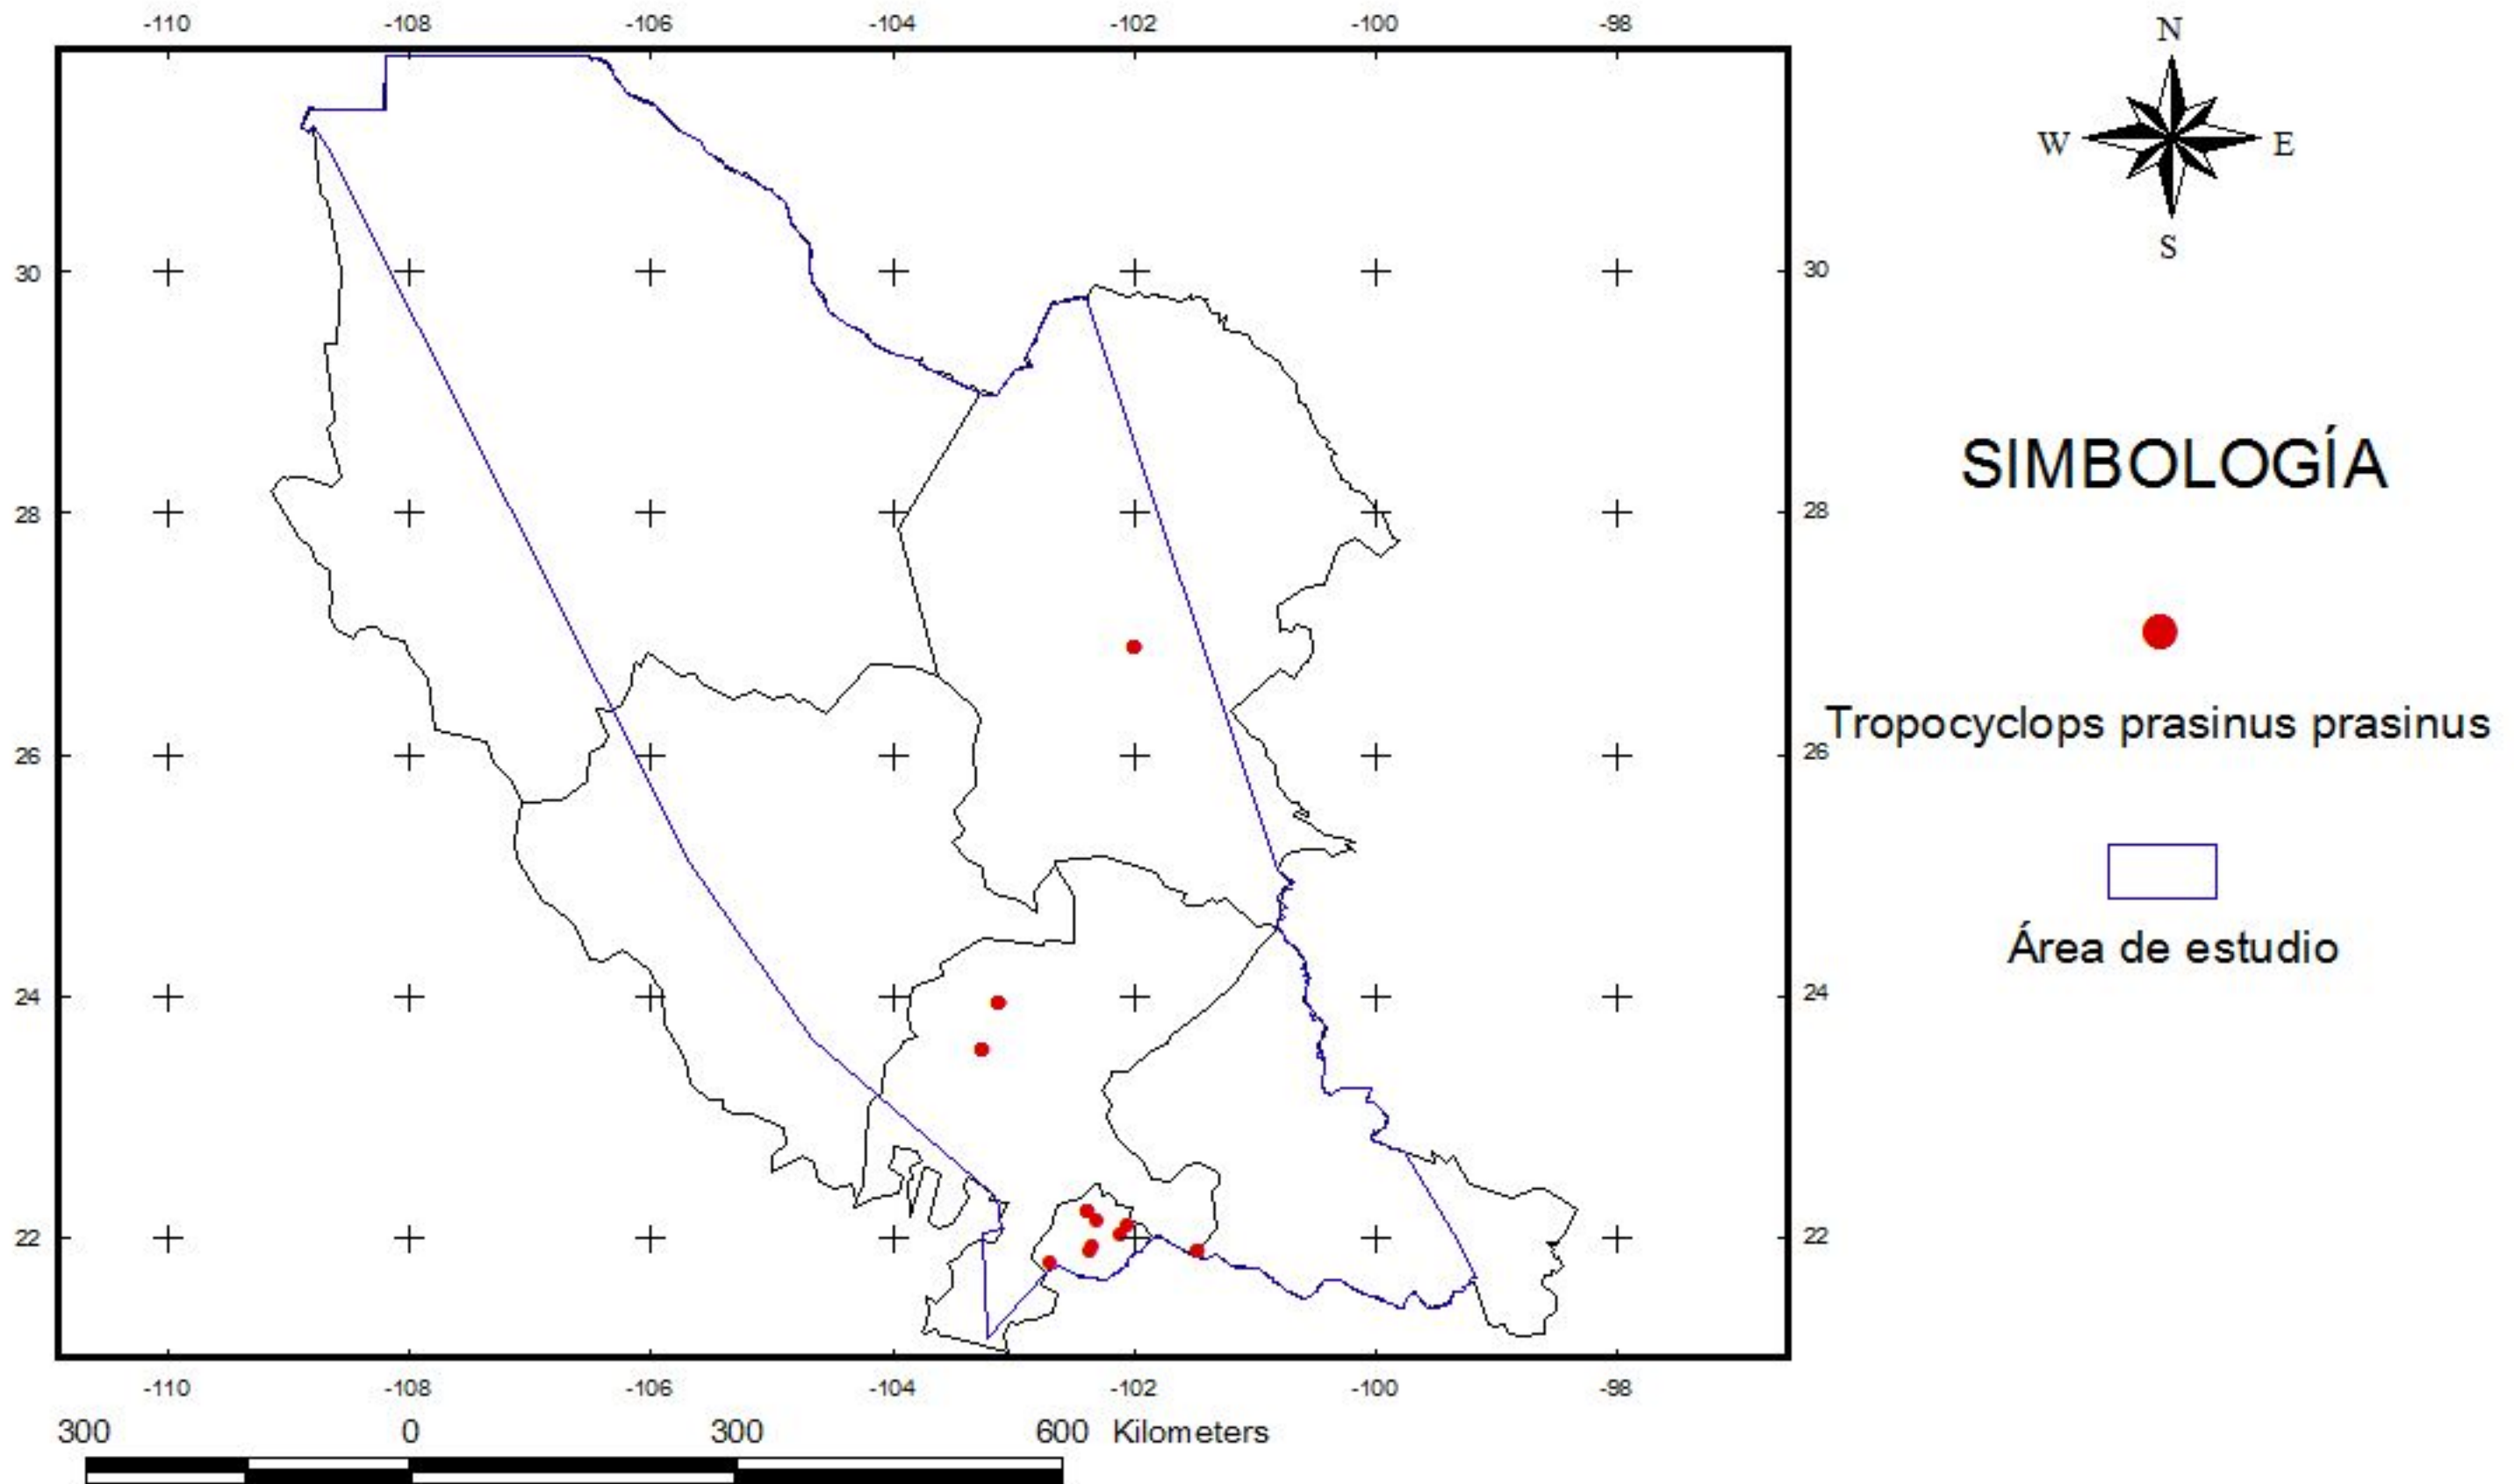 -110 -108 -106 -104 -102 -100 -98
N
W E
S
30 30
28 28
26 26
24 24
22 22
SIMBOLOGÍA
Tropocyclops prasinus prasinus
Área de estudio
-110 -108 -106 -104 -102 -100 -98
300 0 300 600 Kilometers